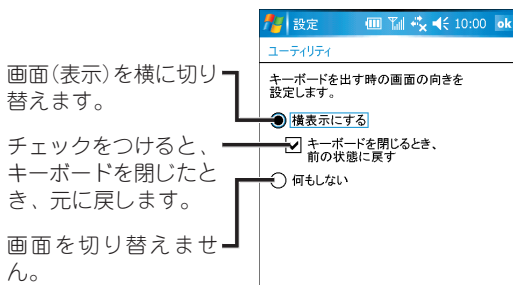 設定 10:00 ok
ユーティリティ
画面(表示)を横に切り
替えます。
キーボードを出す時の画面の向きを
設定します。
横表示にする
チェックをつけると、
キーボードを閉じたと
き、元に戻します。
キーボードを閉じるとき、
前の状態に戻す
何もしない
画面を切り替えませ
ん。